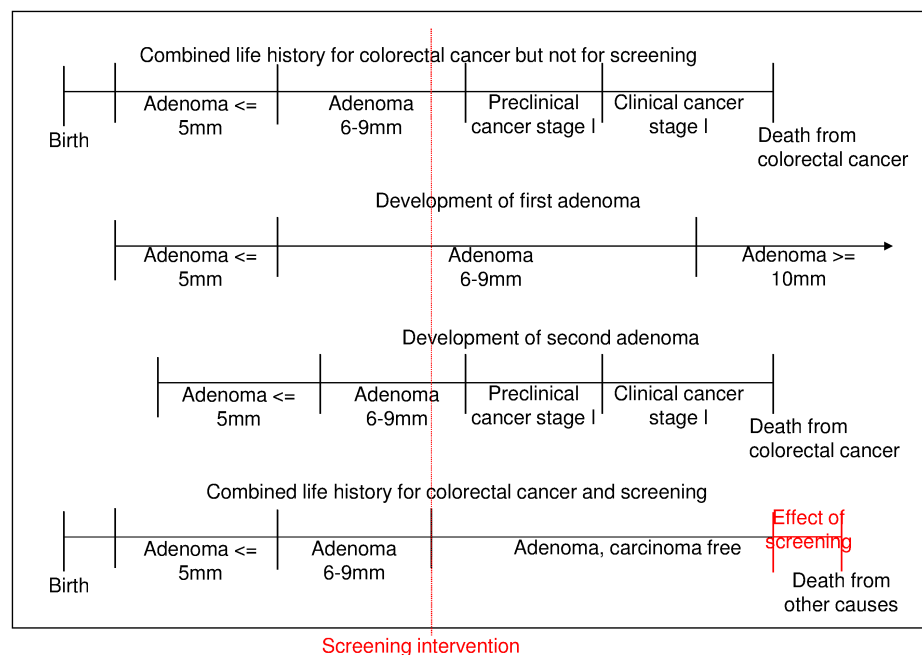 Combined life history for colorectal cancer but not for screening
Adenoma <=
5mm
Adenoma
6-9mm
Preclinical
cancer stage I
Clinical cancer
stage I
Birth
Death from
colorectal cancer
Development of first adenoma
Adenoma <=
5mm
Adenoma
6-9mm
Adenoma >=
10mm
Development of second adenoma
Adenoma <=
5mm
Adenoma
6-9mm
Preclinical
cancer stage I
Clinical cancer
stage I
Death from
colorectal cancer
Combined life history for colorectal cancer and screening
Effect of
screening
Adenoma <=
5mm
Adenoma
6-9mm
Adenoma, carcinoma free
Birth
Death from
other causes
Screening intervention